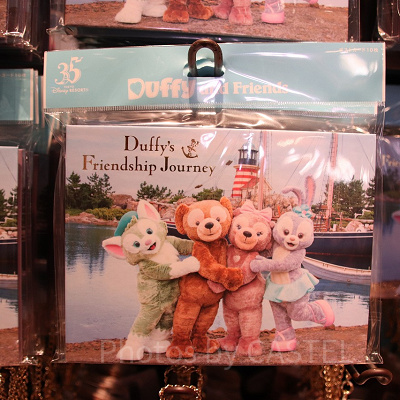 35
Duffy and Friends
Duffy's
Friendship Journey
Photos by CASTEL